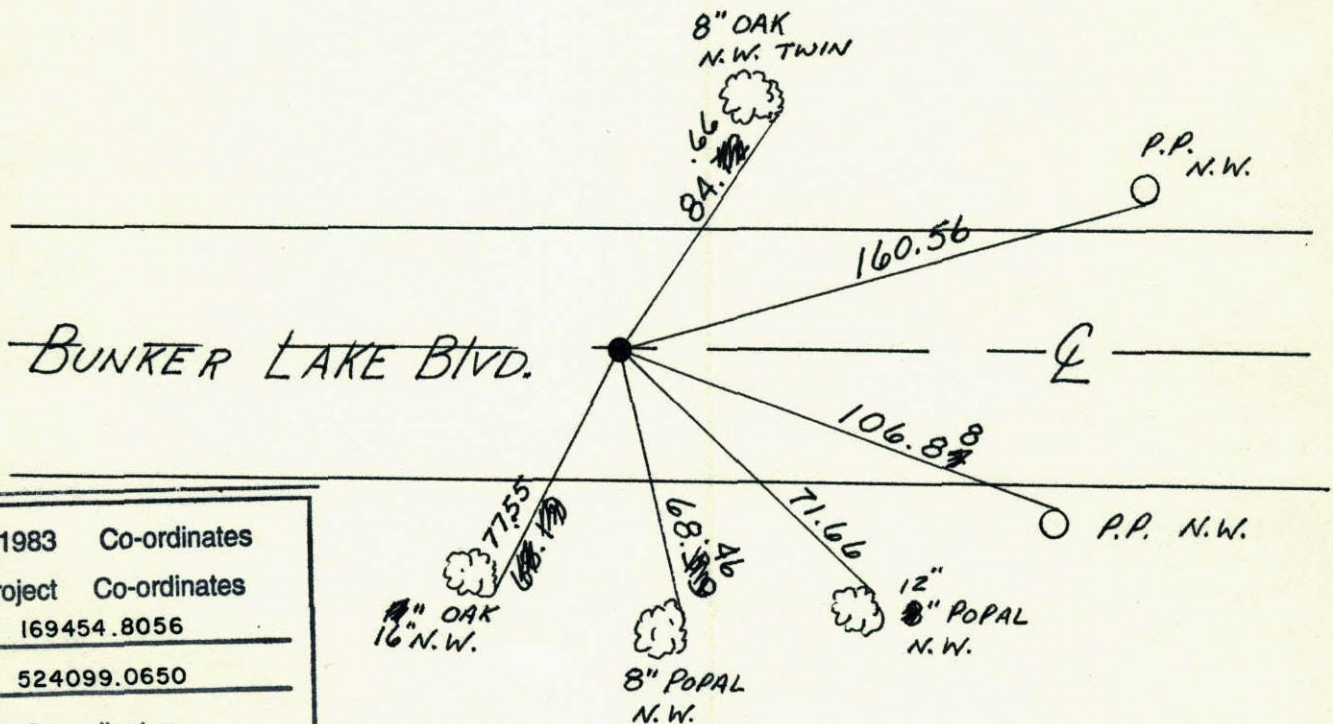 8" OAK
N.W. TWIN
84.66
P.P.
N.W.
160.56
BUNKER LAKE BlVD.
℄
106.88
P.P. N.W.
77.55
68.46
71.66
OAK
16" N.W.
8" POPAL
N.W.
12"
POPAL
N.W.
1983 Co-ordinates
roject Co-ordinates
169454.8056
524099.0650